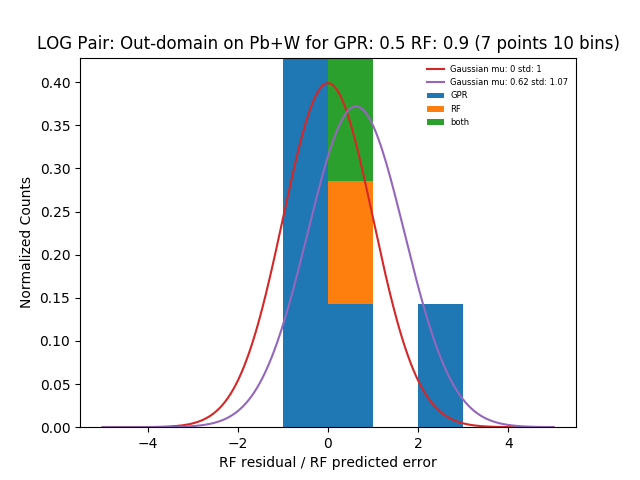 LOG Pair: Out-domain on Pb+W for GPR: 0.5 RF: 0.9 (7 points 10 bins)
Gaussian mu: 0 std: 1
Gaussian mu: 0.62 std: 1.07
GPR
RF
both
Normalized Counts
0.40
0.35
0.30
0.25
0.20
0.15
0.10
0.05
0.00
−4 −2 0 2 4
RF residual / RF predicted error